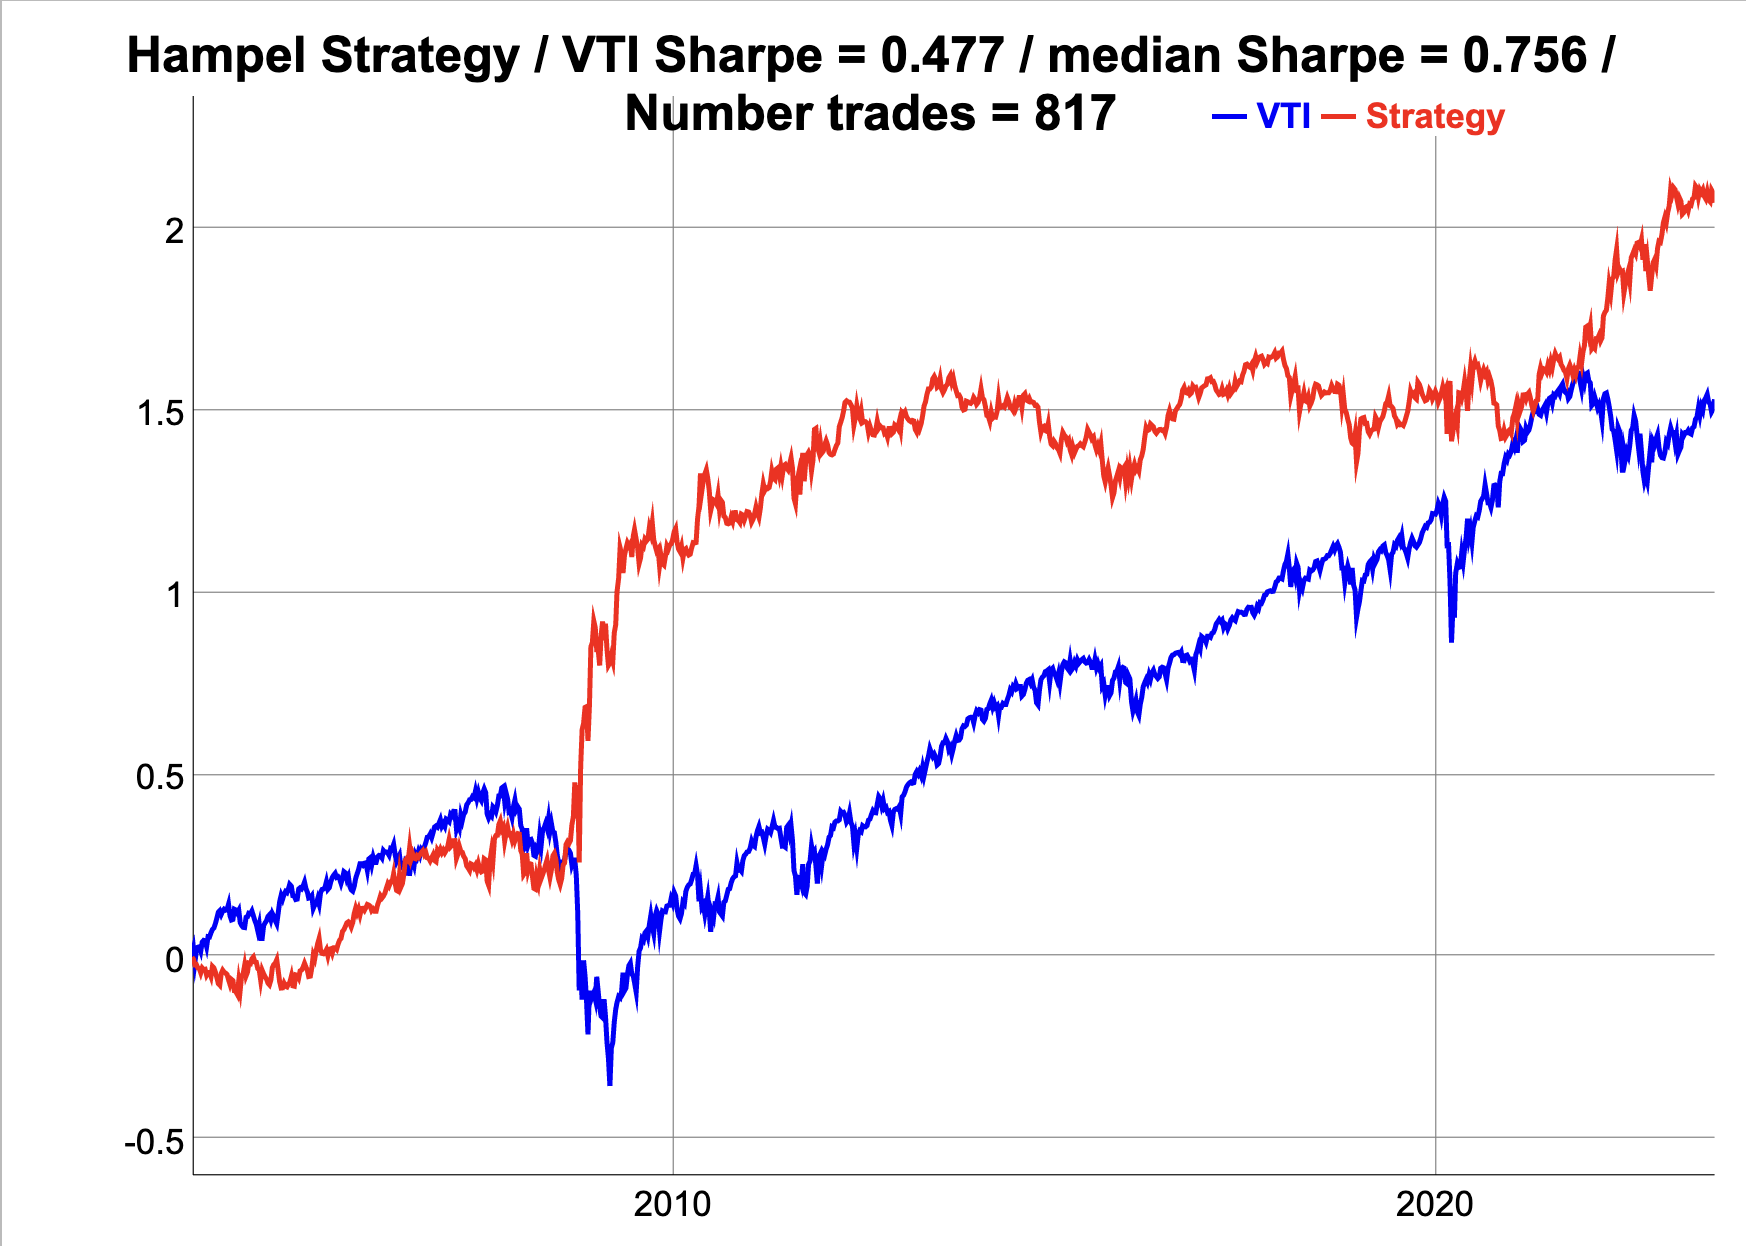 Hampel Strategy / VTI Sharpe = 0.477 / median Sharpe = 0.756 /
Number trades = 817
VTI Strategy
2
1.5
1
0.5
0
-0.5
2010 2020